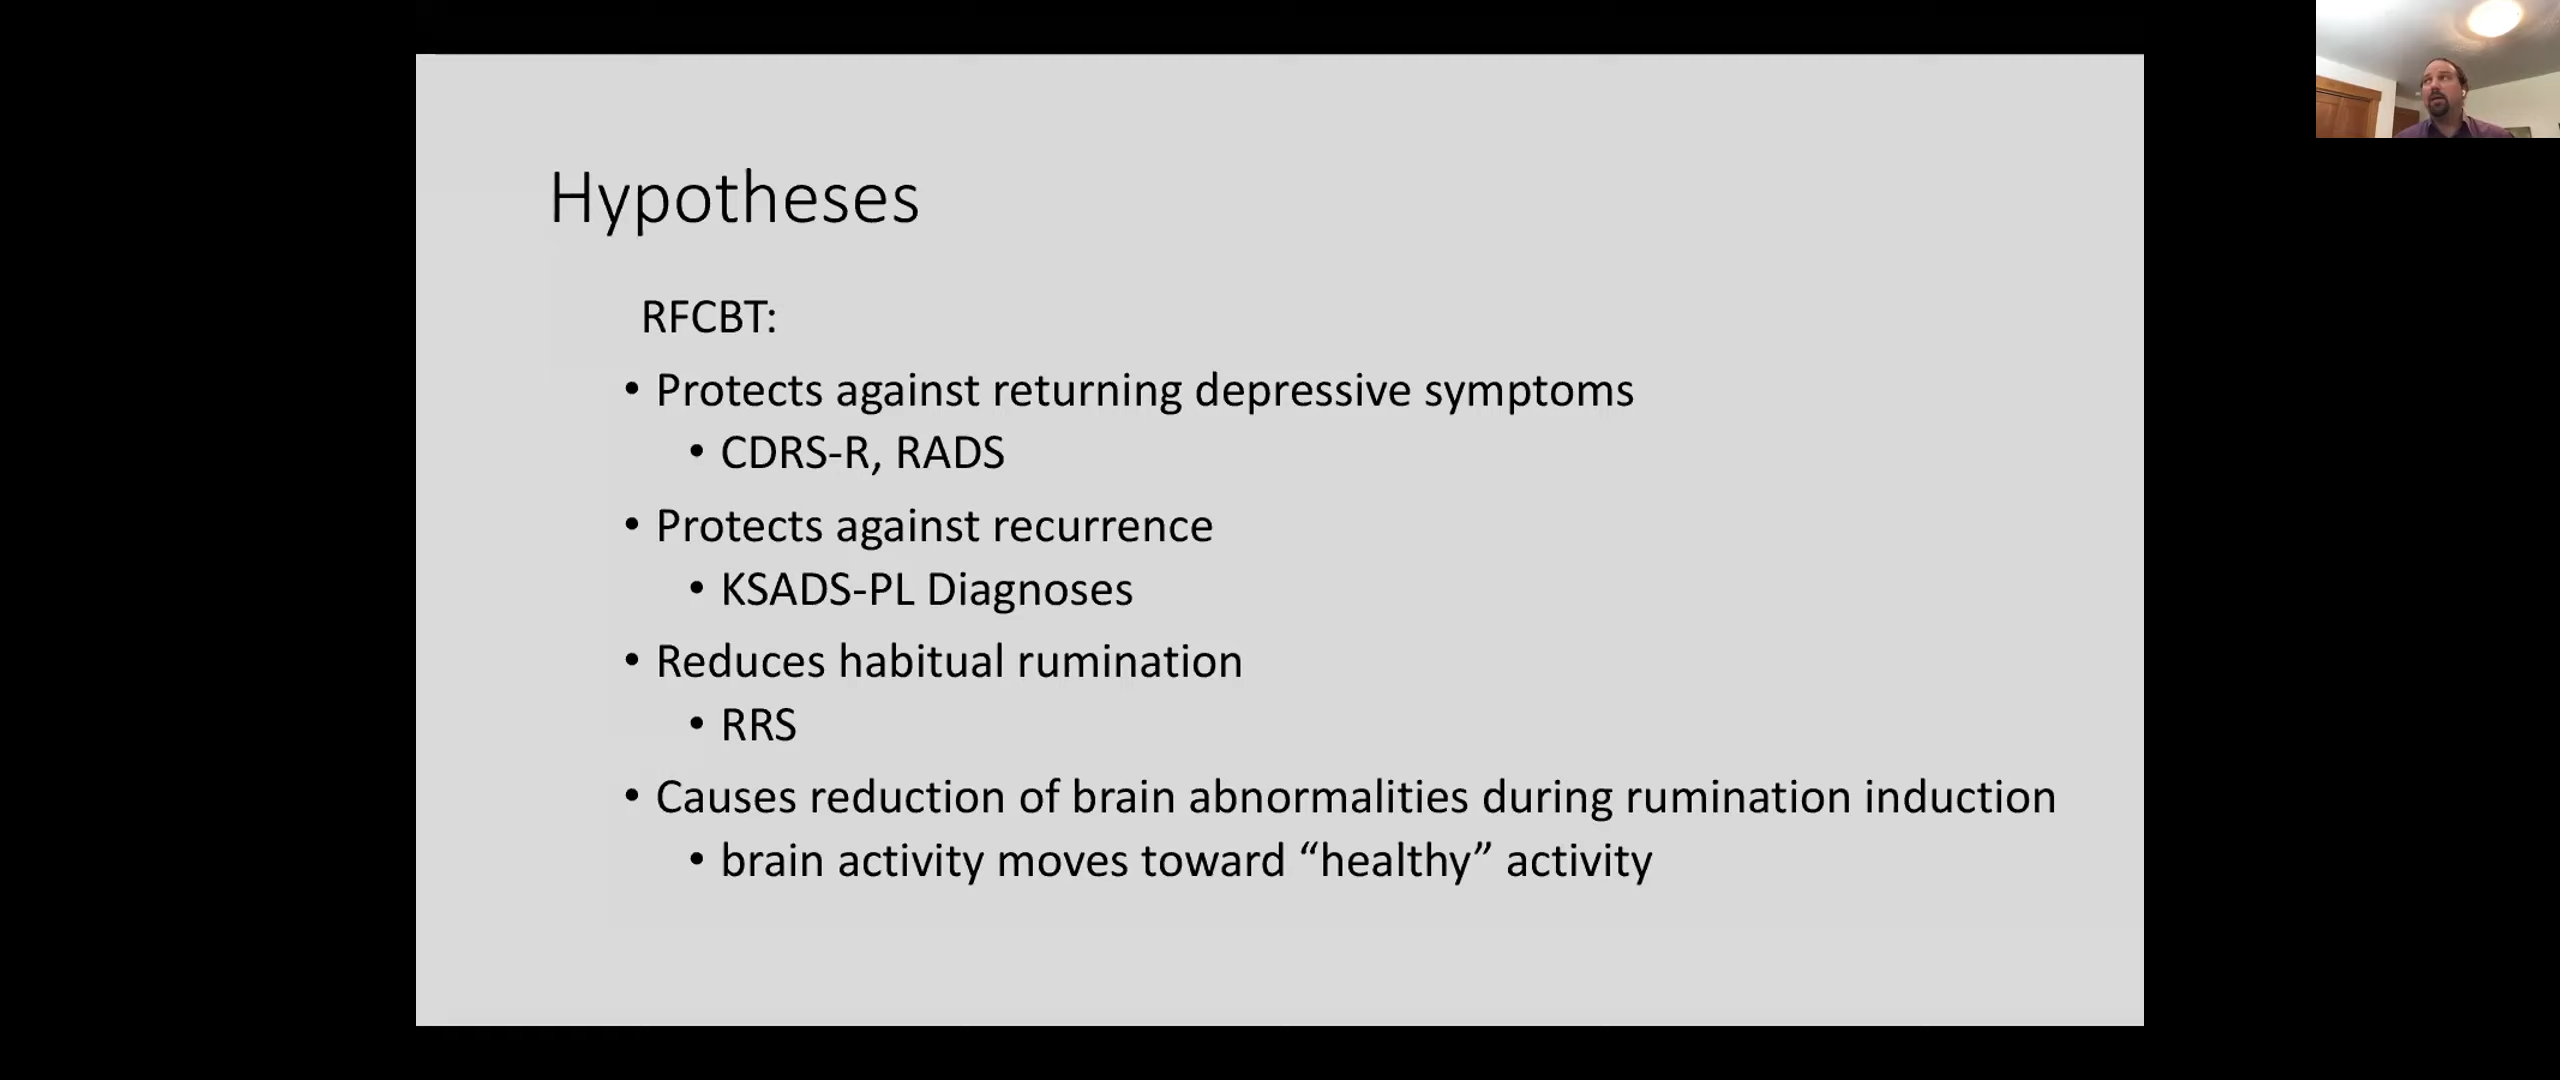 Hypotheses
RFCBT:
• Protects against returning depressive symptoms
• CDRS-R, RADS
• Protects against recurrence
• KSADS-PL Diagnoses
• Reduces habitual rumination
• RRS
• Causes reduction of brain abnormalities during rumination induction
• brain activity moves toward “healthy” activity